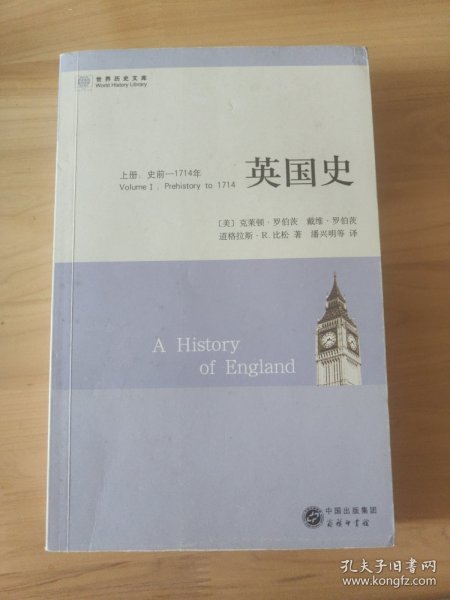 世界历史文库
World History Library
上册：史前—1714年
Volume I, Prehistory to 1714
英国史
〔美〕克莱顿·罗伯茨 戴维·罗伯茨
道格拉斯·R.比松 著 潘兴明等 译
A History
of England
中国出版集团
商务印书馆
孔夫子旧书网
www.kongfz.com